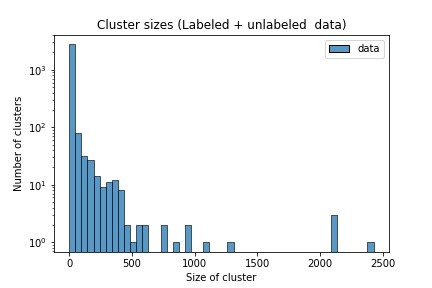 Cluster sizes (Labeled + unlabeled  data)
data
Number of clusters
10³
10²
10¹
10⁰
0 500 1000 1500 2000 2500
Size of cluster